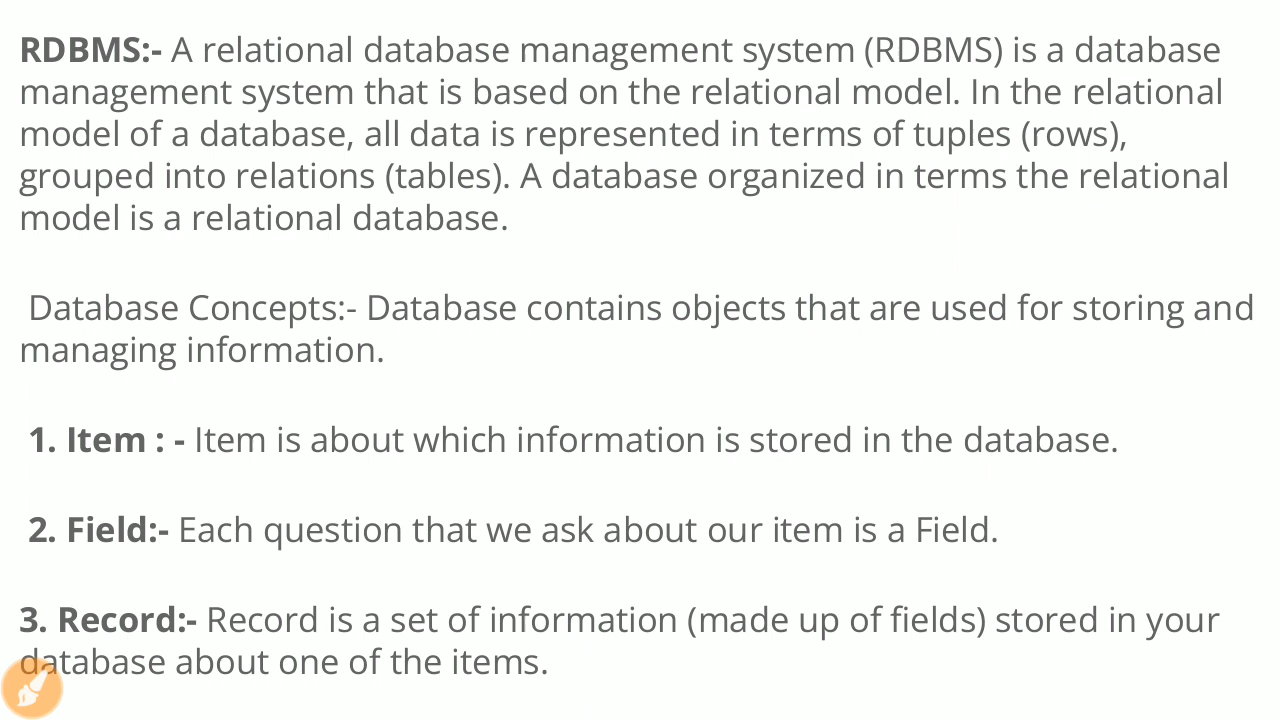 RDBMS:- A relational database management system (RDBMS) is a database
management system that is based on the relational model. In the relational
model of a database, all data is represented in terms of tuples (rows),
grouped into relations (tables). A database organized in terms the relational
model is a relational database.
Database Concepts:- Database contains objects that are used for storing and
managing information.
1. Item : - Item is about which information is stored in the database.
2. Field:- Each question that we ask about our item is a Field.
3. Record:- Record is a set of information (made up of fields) stored in your
database about one of the items.